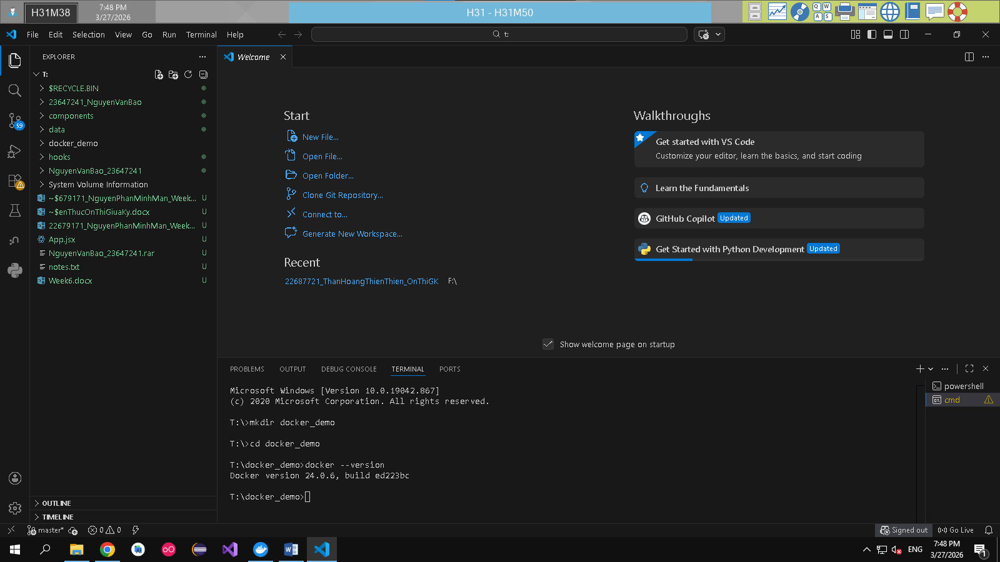 H31M38
7:48 PM
3/27/2026
H31 - H31M50
Q W
A S
File Edit Selection View Go Run Terminal Help
t:
EXPLORER
Welcome
T:
$RECYCLE.BIN
23647241_NguyenVanBao
components
data
docker_demo
hooks
NguyenVanBao_23647241
System Volume Information
~$679171_NguyenPhanMinhMan_Week... U
~$enThucOnThiGiuaKy.docx U
22679171_NguyenPhanMinhMan_Week... U
App.jsx U
NguyenVanBao_23647241.rar U
notes.txt U
Week6.docx U
59
OUTLINE
TIMELINE
Start
New File...
Open File...
Open Folder...
Clone Git Repository...
Connect to...
Generate New Workspace...
Recent
22687721_ThanHoangThienThien_OnThiGK F:\
Walkthroughs
Get started with VS Code
Customize your editor, learn the basics, and start coding
Learn the Fundamentals
GitHub Copilot Updated
Get Started with Python Development Updated
Show welcome page on startup
PROBLEMS OUTPUT DEBUG CONSOLE TERMINAL PORTS
Microsoft Windows [Version 10.0.19042.867]
(c) 2020 Microsoft Corporation. All rights reserved.
T:\>mkdir docker_demo
T:\>cd docker_demo
T:\docker_demo>docker --version
Docker version 24.0.6, build ed223bc
T:\docker_demo>
powershell
cmd
master* 0 0
Signed out Go Live
ENG
7:48 PM
3/27/2026
1